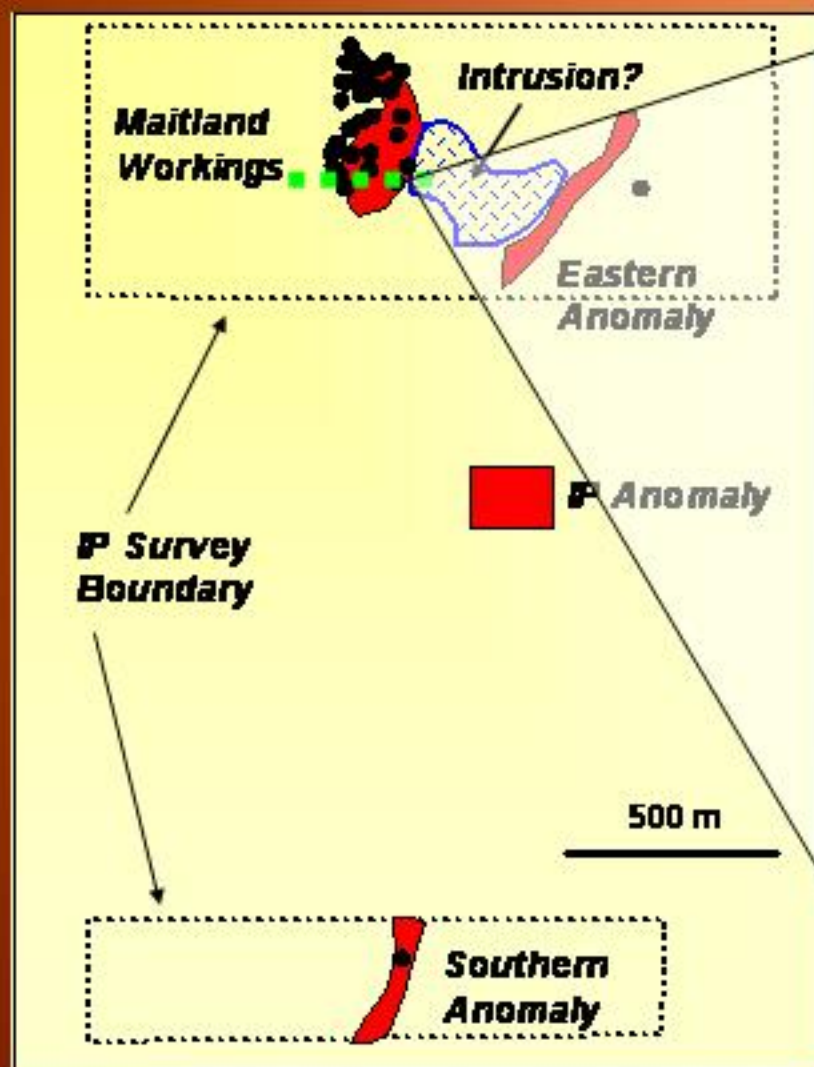 Intrusion?
Maitland
Workings
Eastern
Anomaly
IP Anomaly
IP Survey
Boundary
500 m
Southern
Anomaly